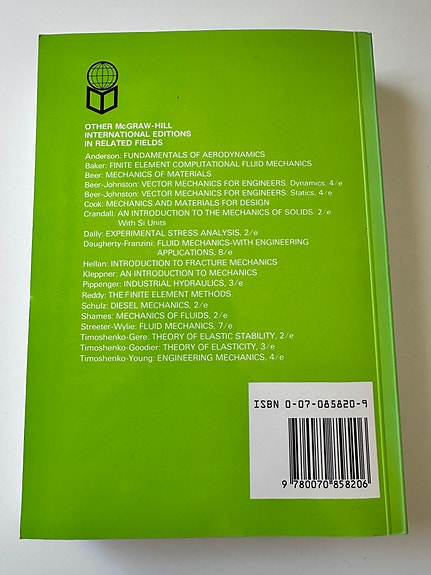 OTHER McGRAW-HILL
INTERNATIONAL EDITIONS
IN RELATED FIELDS
Anderson: FUNDAMENTALS OF AERODYNAMICS
Baker: FINITE ELEMENT COMPUTATIONAL FLUID MECHANICS
Beer: MECHANICS OF MATERIALS
Beer-Johnston: VECTOR MECHANICS FOR ENGINEERS: Dynamics, 4/e
Beer-Johnston: VECTOR MECHANICS FOR ENGINEERS: Statics, 4/e
Cook: MECHANICS AND MATERIALS FOR DESIGN
Crandall: AN INTRODUCTION TO THE MECHANICS OF SOLIDS. 2/e
With Si Units
Dally: EXPERIMENTAL STRESS ANALYSIS, 2/e
Daugherty-Franzini: FLUID MECHANICS-WITH ENGINEERING
APPLICATIONS, 8/e
Hellan: INTRODUCTION TO FRACTURE MECHANICS
Kleppner: AN INTRODUCTION TO MECHANICS
Pippenger: INDUSTRIAL HYDRAULICS, 3/e
Reddy: THE FINITE ELEMENT METHODS.
Schulz: DIESEL MECHANICS, 2/e
Shames: MECHANICS OF FLUIDS, 2/e
Streeter-Wylie: FLUID MECHANICS, 7/e
Timoshenko-Gere: THEORY OF ELASTIC STABILITY, 2/e
Timoshenko-Goodier: THEORY OF ELASTICITY, 3/e
Timoshenko-Young: ENGINEERING MECHANICS, 4/e
ISBN 0-07-085820-9
9 780070 858206